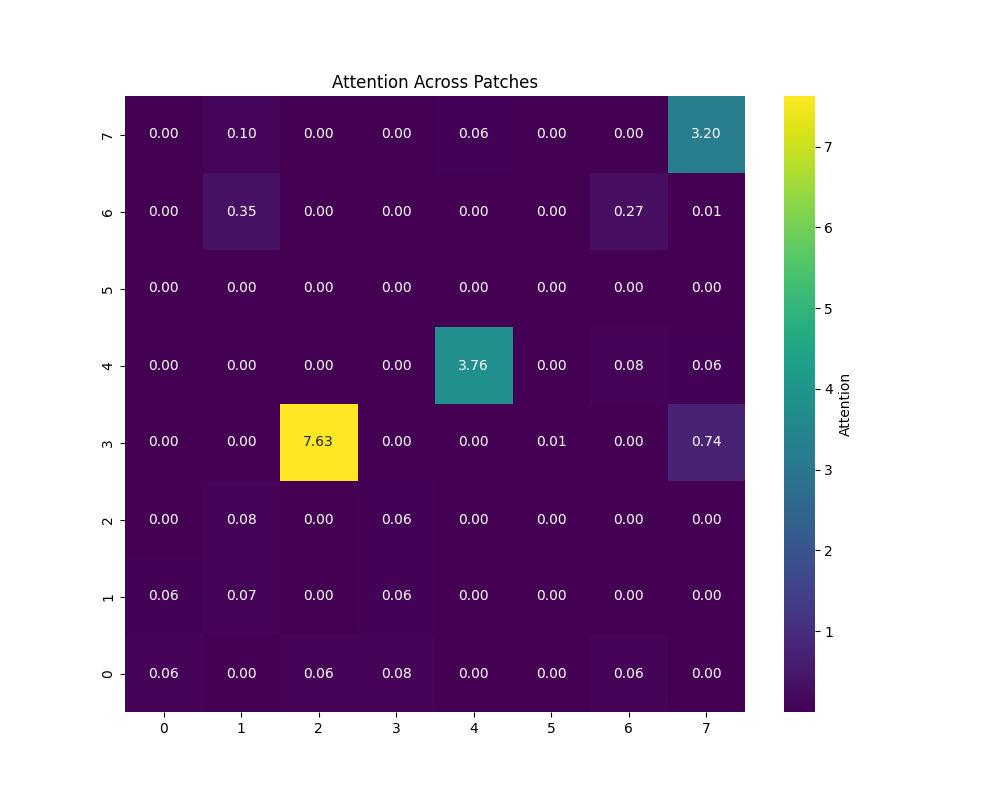 Attention Across Patches
7 0.00 0.10 0.00 0.00 0.06 0.00 0.00 3.20
6 0.00 0.35 0.00 0.00 0.00 0.00 0.27 0.01
5 0.00 0.00 0.00 0.00 0.00 0.00 0.00 0.00
4 0.00 0.00 0.00 0.00 3.76 0.00 0.08 0.06
3 0.00 0.00 7.63 0.00 0.00 0.01 0.00 0.74
2 0.00 0.08 0.00 0.06 0.00 0.00 0.00 0.00
1 0.06 0.07 0.00 0.06 0.00 0.00 0.00 0.00
0 0.06 0.00 0.06 0.08 0.00 0.00 0.06 0.00
0 1 2 3 4 5 6 7
7
6
5
4
3
2
1
Attention